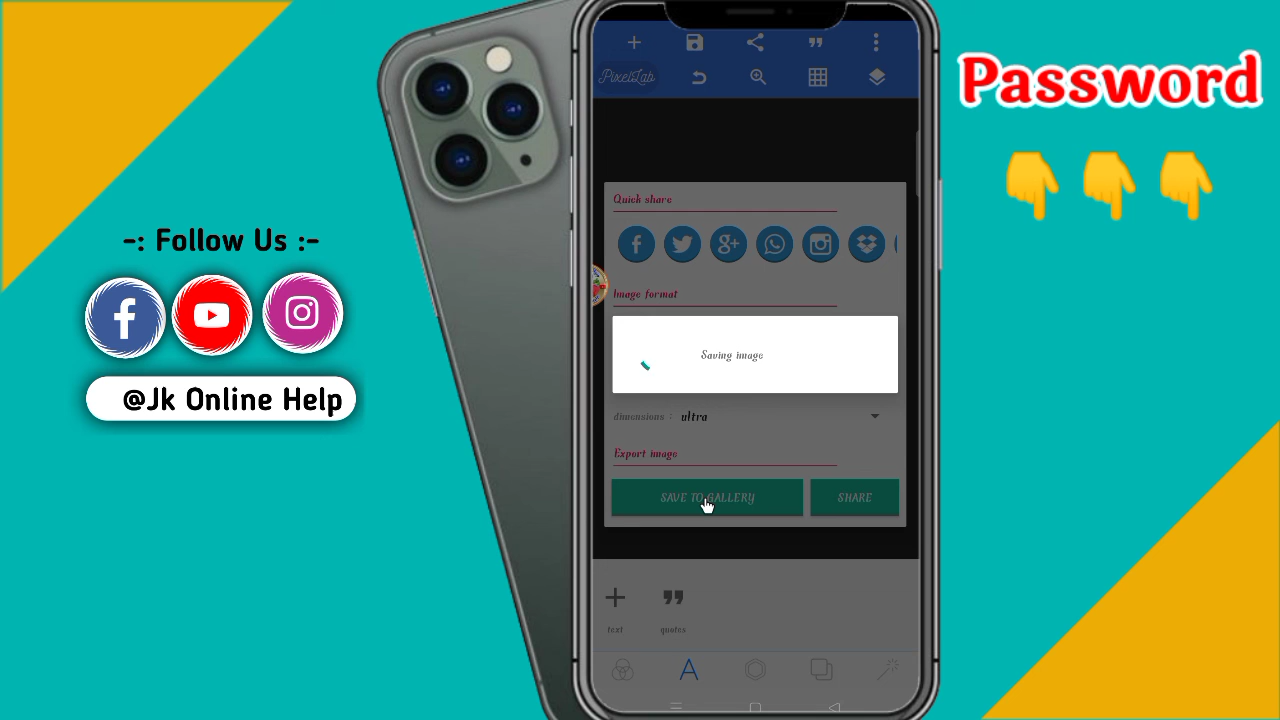 PixelLab
Password
Quick share
-: Follow Us :-
Image format
Saving image
@Jk Online Help
dimensions : ultra
Export image
SAVE TO GALLERY
SHARE
text
quotes